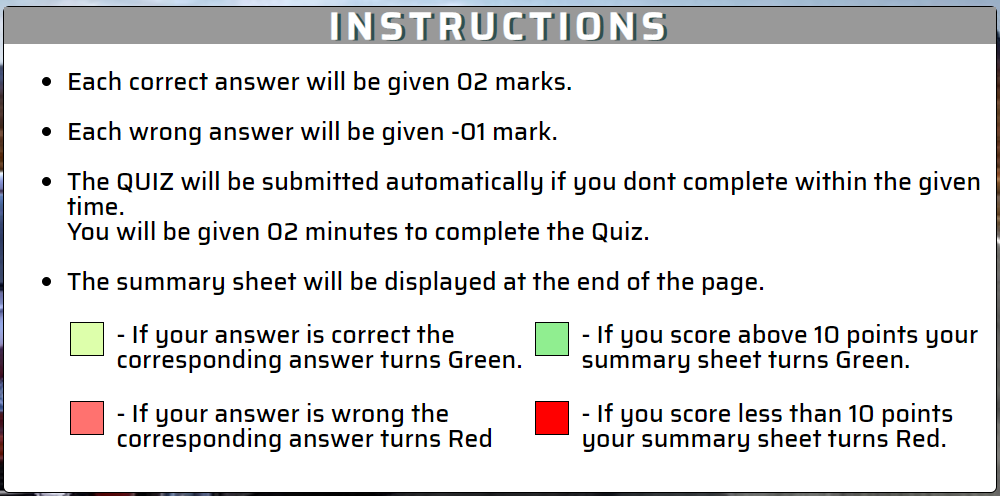 INSTRUCTIONS
Each correct answer will be given 02 marks.
Each wrong answer will be given -01 mark.
The QUIZ will be submitted automatically if you dont complete within the given
time.
You will be given 02 minutes to complete the Quiz.
The summary sheet will be displayed at the end of the page.
- If your answer is correct the
corresponding answer turns Green.
- If you score above 10 points your
summary sheet turns Green.
- If your answer is wrong the
corresponding answer turns Red
- If you score less than 10 points
your summary sheet turns Red.